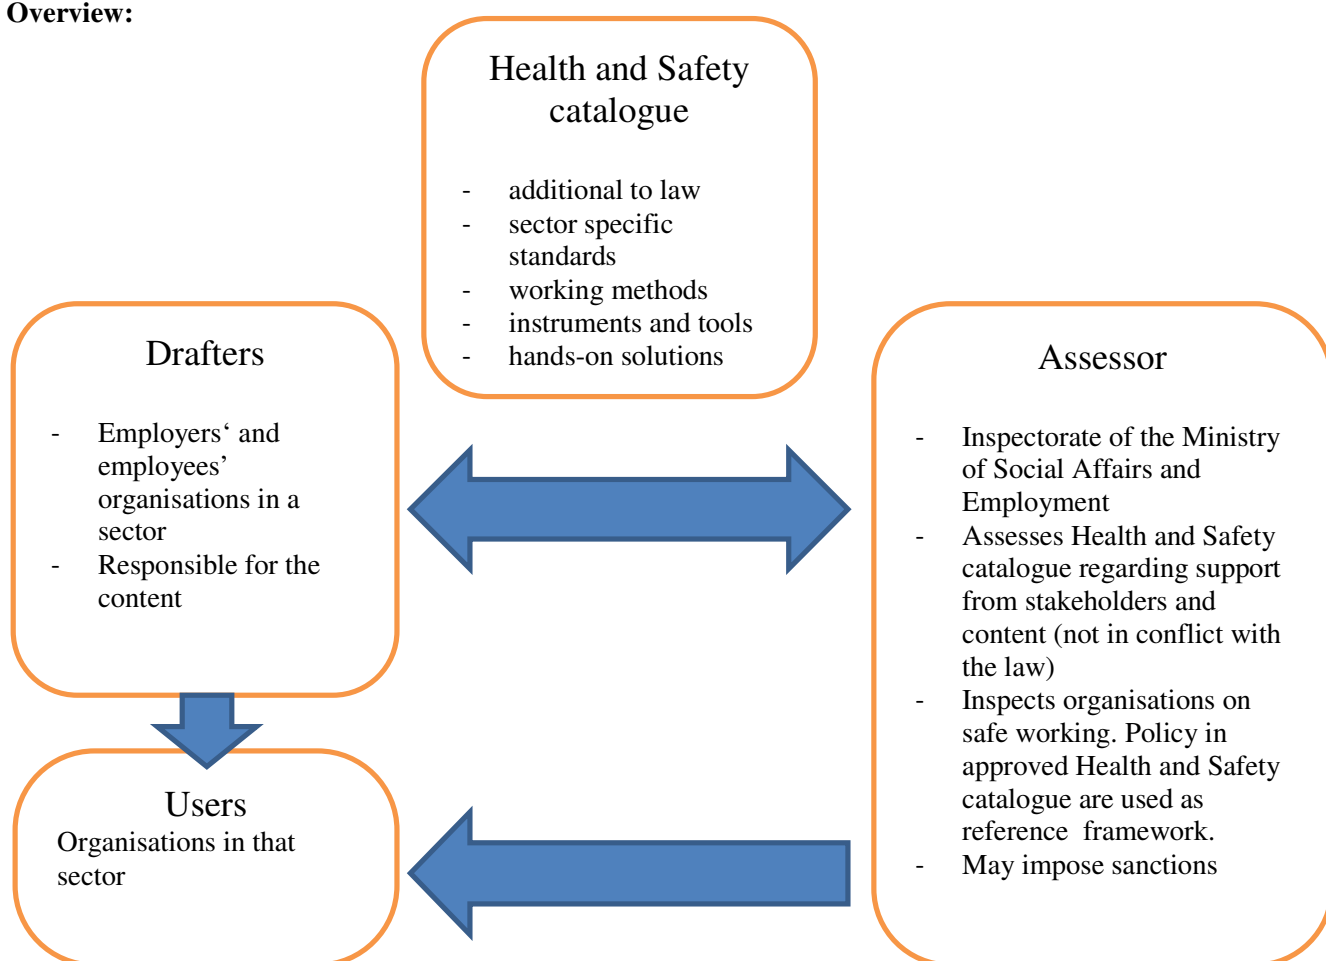 Overview:
Health and Safety
catalogue
- additional to law
- sector specific
standards
- working methods
- instruments and tools
- hands-on solutions
Drafters
- Employers‘ and
employees’
organisations in a
sector
- Responsible for the
content
Assessor
- Inspectorate of the Ministry
of Social Affairs and
Employment
- Assesses Health and Safety
catalogue regarding support
from stakeholders and
content (not in conflict with
the law)
- Inspects organisations on
safe working. Policy in
approved Health and Safety
catalogue are used as
reference framework.
- May impose sanctions
Users
Organisations in that
sector